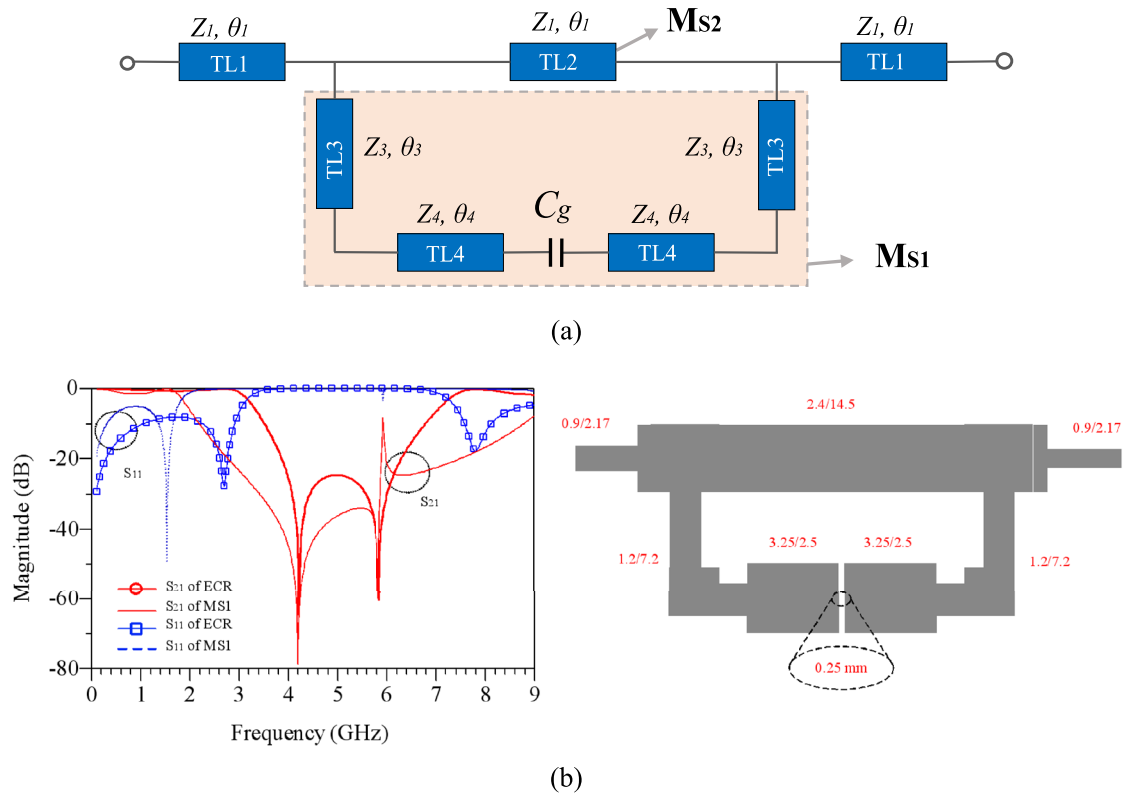 Z1, θ1 Z1, θ1 MS2 Z1, θ1
TL1 TL2 TL1
TL3 Z3, θ3 Z3, θ3 TL3
Z4, θ4 Cg Z4, θ4
TL4 TL4
MS1
(a)
Magnitude (dB)
0
-20
-40
-60
-80
S11
S21
S21 of ECR
S21 of MS1
S11 of ECR
S11 of MS1
0 1 2 3 4 5 6 7 8 9
Frequency (GHz)
2.4/14.5
0.9/2.17 0.9/2.17
3.25/2.5 3.25/2.5
1.2/7.2 1.2/7.2
0.25 mm
(b)